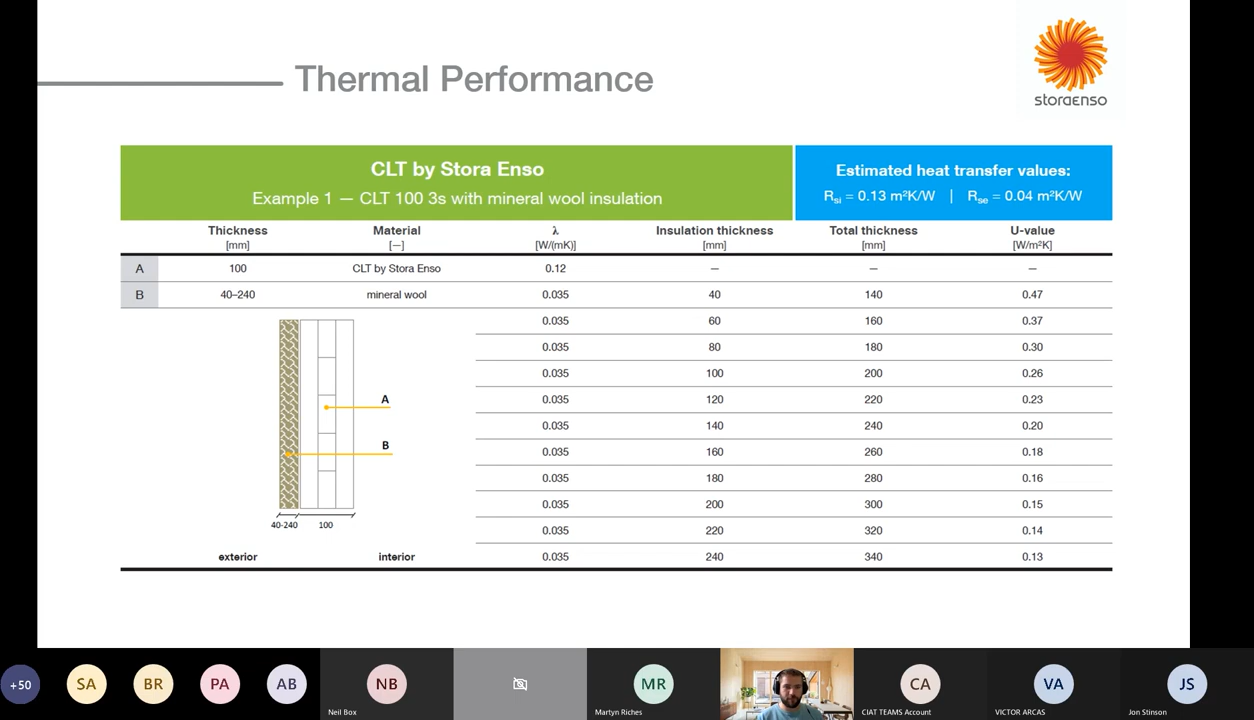 Thermal Performance
storaenso
CLT by Stora Enso
Example 1 — CLT 100 3s with mineral wool insulation
Estimated heat transfer values:
Rsi = 0.13 m²K/W | Rse = 0.04 m²K/W
Thickness Material λ Insulation thickness Total thickness U-value
[mm] [—] [W/(mK)] [mm] [mm] [W/m²K]
A 100 CLT by Stora Enso 0.12 — — —
B 40–240 mineral wool 0.035 40 140 0.47
0.035 60 160 0.37
0.035 80 180 0.30
0.035 100 200 0.26
0.035 120 220 0.23
0.035 140 240 0.20
0.035 160 260 0.18
0.035 180 280 0.16
0.035 200 300 0.15
0.035 220 320 0.14
0.035 240 340 0.13
A
B
40-240 100
exterior interior
+50 SA BR PA AB NB MR CA VA JS
Neil Box Martyn Riches CIAT TEAMS Account VICTOR ARCAS Jon Stinson